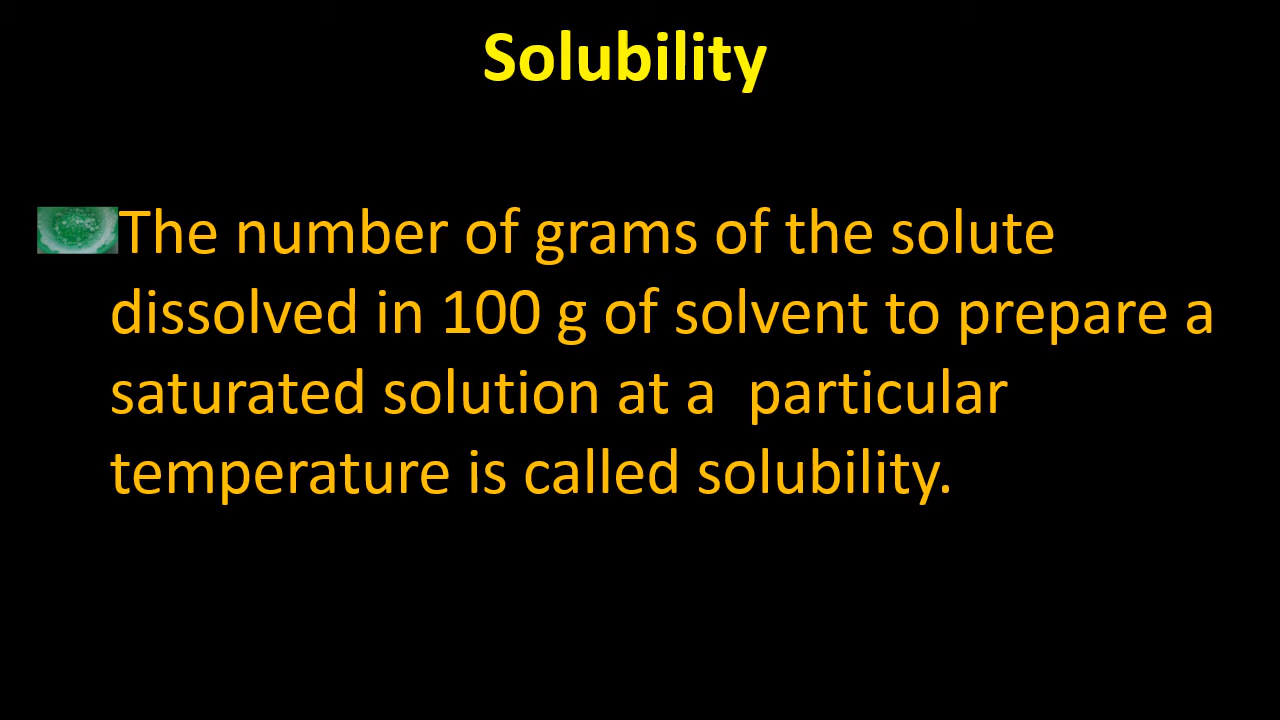 Solubility
The number of grams of the solute
dissolved in 100 g of solvent to prepare a
saturated solution at a  particular
temperature is called solubility.